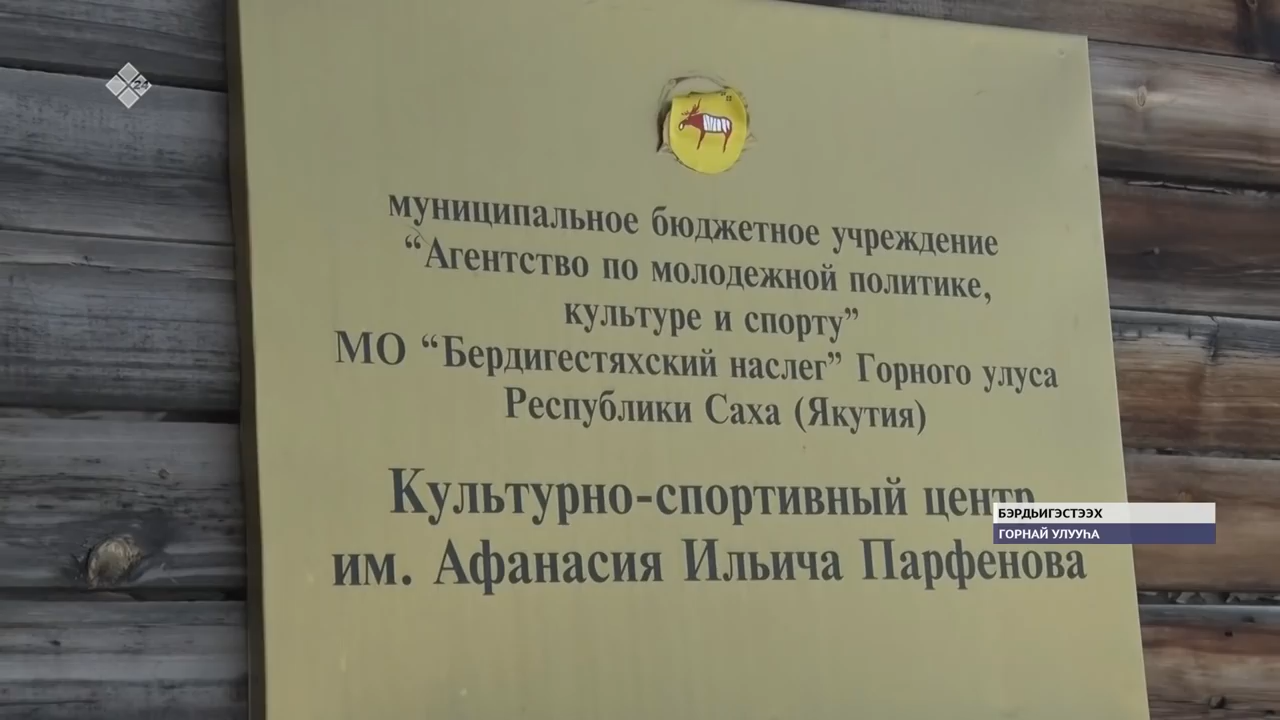 24
муниципальное бюджетное учреждение
“Агентство по молодежной политике,
культуре и спорту”
МО “Бердигестяхский наслег” Горного улуса
Республики Саха (Якутия)
Культурно-спортивный центр
им. Афанасия Ильича Парфенова
БЭРДЬИГЭСТЭЭХ
ГОРНАЙ УЛУУҺА